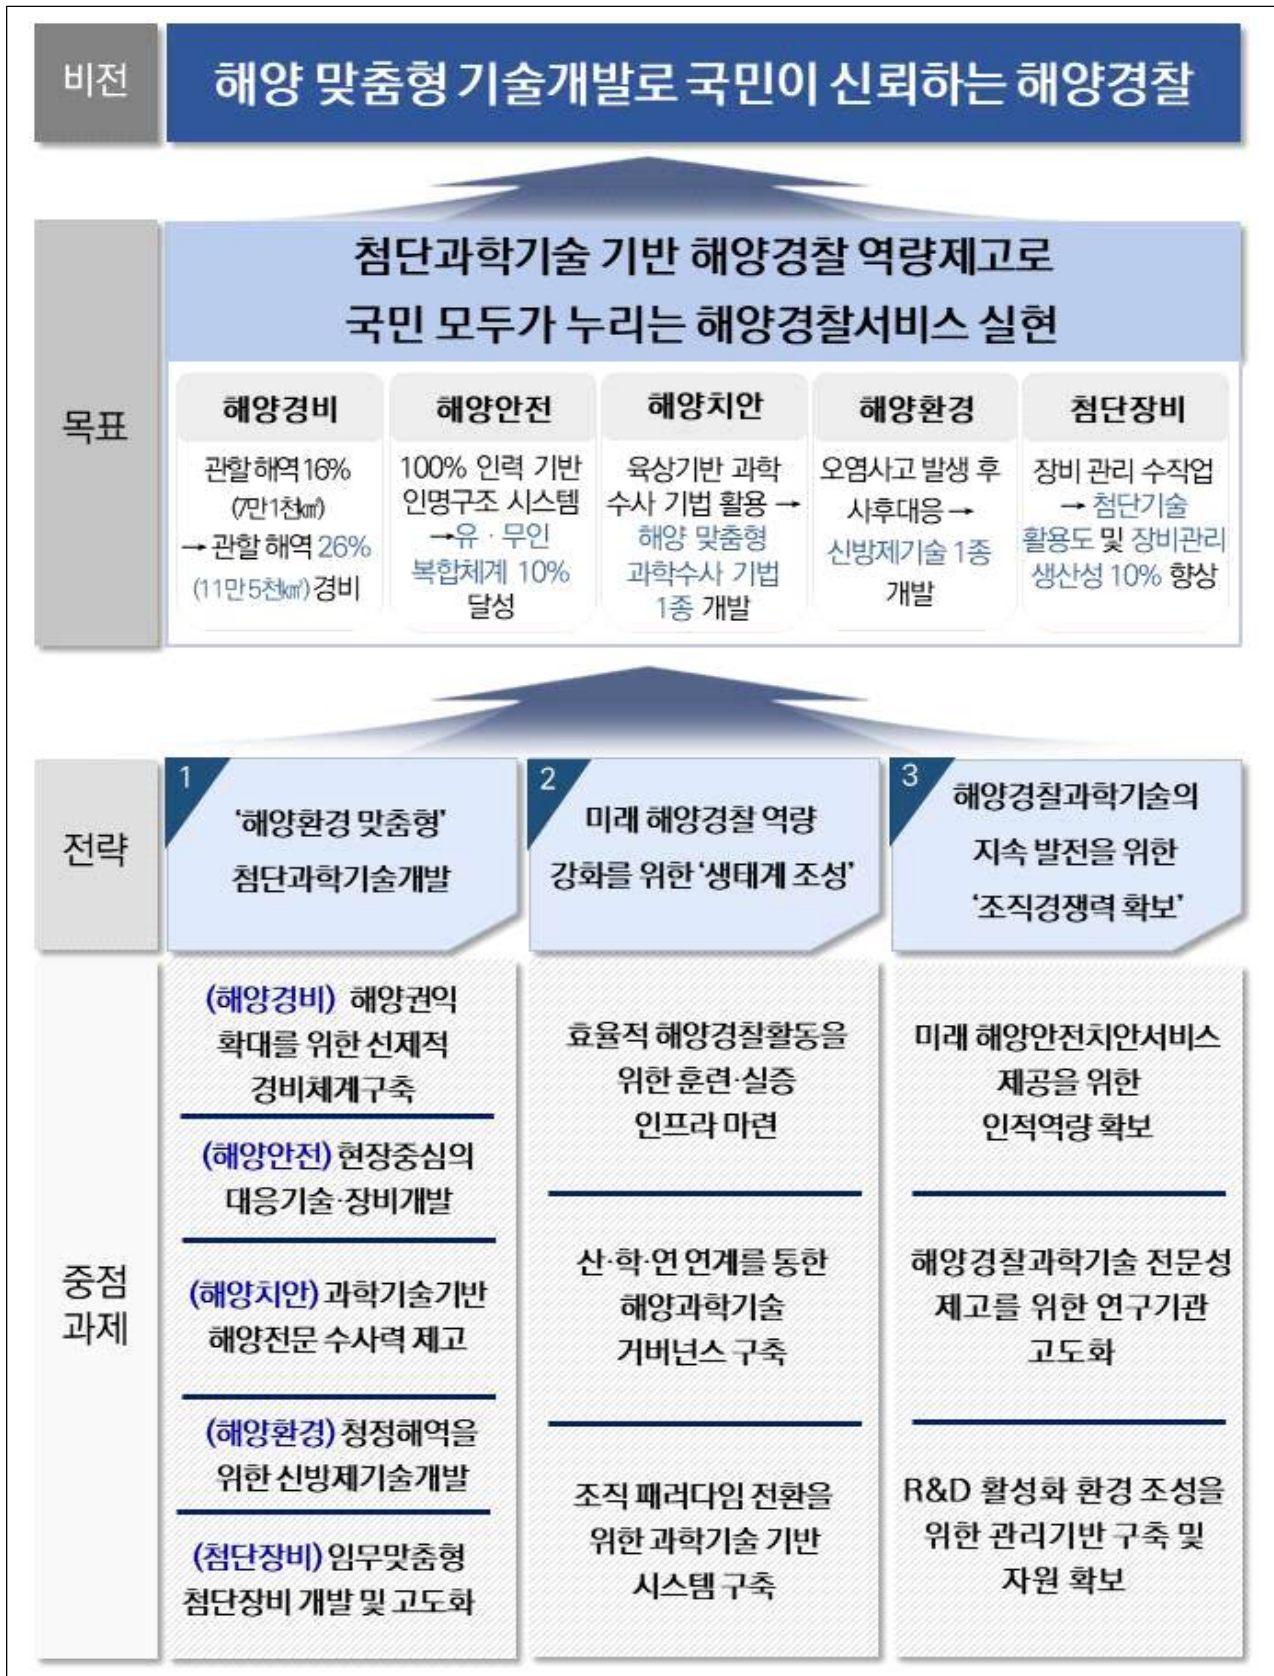 비전
해양 맞춤형 기술개발로 국민이 신뢰하는 해양경찰
목표
첨단과학기술 기반 해양경찰 역량제고로
국민 모두가 누리는 해양경찰서비스 실현
해양경비
관할 해역 16%
(7만 1천㎢)
→ 관할 해역 26%
(11만 5천㎢) 경비
해양안전
100% 인력 기반
인명구조 시스템
→유 · 무인
복합체계 10%
달성
해양치안
육상기반 과학
수사 기법 활용 →
해양 맞춤형
과학수사 기법
1종 개발
해양환경
오염사고 발생 후
사후대응 →
신방제기술 1종
개발
첨단장비
장비 관리 수작업
→ 첨단기술
활용도 및 장비관리
생산성 10% 향상
전략
1
‘해양환경 맞춤형’
첨단과학기술개발
2
미래 해양경찰 역량
강화를 위한 ‘생태계 조성’
3
해양경찰과학기술의
지속 발전을 위한
‘조직경쟁력 확보’
중점
과제
(해양경비) 해양권익
확대를 위한 선제적
경비체계구축
(해양안전) 현장중심의
대응기술·장비개발
(해양치안) 과학기술기반
해양전문 수사력 제고
(해양환경) 청정해역을
위한 신방제기술개발
(첨단장비) 임무맞춤형
첨단장비 개발 및 고도화
효율적 해양경찰활동을
위한 훈련·실증
인프라 마련
산·학·연 연계를 통한
해양과학기술
거버넌스 구축
조직 패러다임 전환을
위한 과학기술 기반
시스템 구축
미래 해양안전치안서비스
제공을 위한
인적역량 확보
해양경찰과학기술 전문성
제고를 위한 연구기관
고도화
R&D 활성화 환경 조성을
위한 관리기반 구축 및
자원 확보